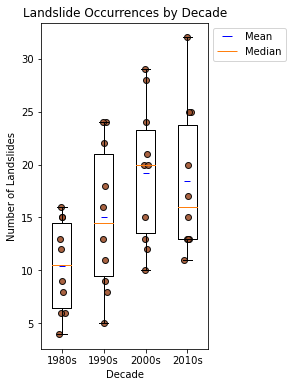 Landslide Occurrences by Decade
Mean
Median
Number of Landslides
30
25
20
15
10
5
1980s 1990s 2000s 2010s
Decade